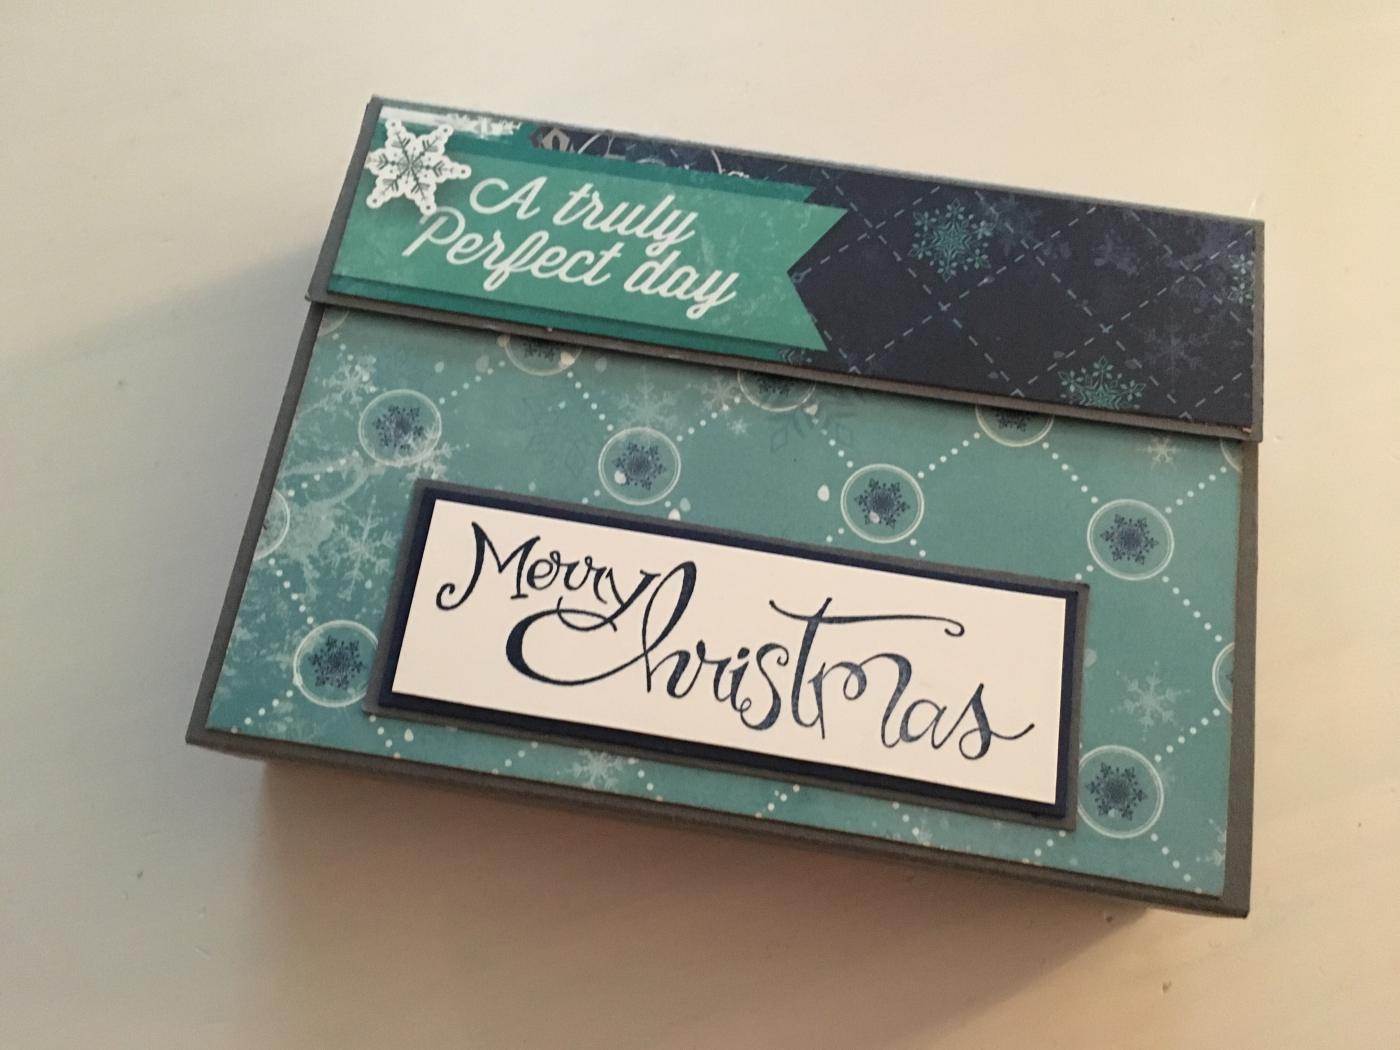 A truly
Perfect day
Merry
Christmas